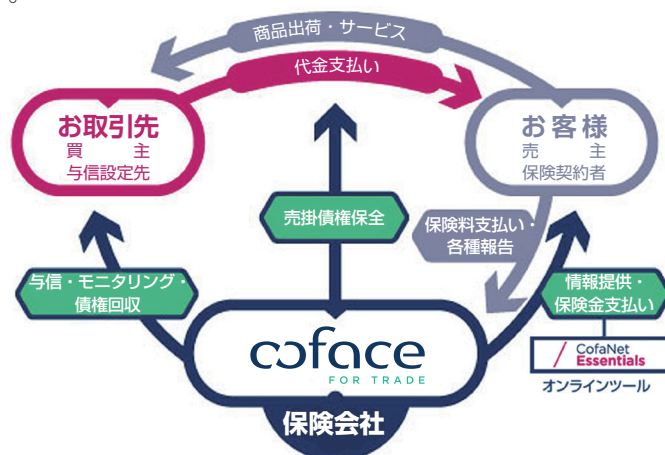 。
商品出荷・サービス
代金支払い
お取引先
買 主
与信設定先
お客様
売 主
保険契約者
売掛債権保全
保険料支払い・
各種報告
与信・モニタリング・
債権回収
情報提供・
保険金支払い
coface
FOR TRADE
CofaNet
Essentials
オンラインツール
保険会社